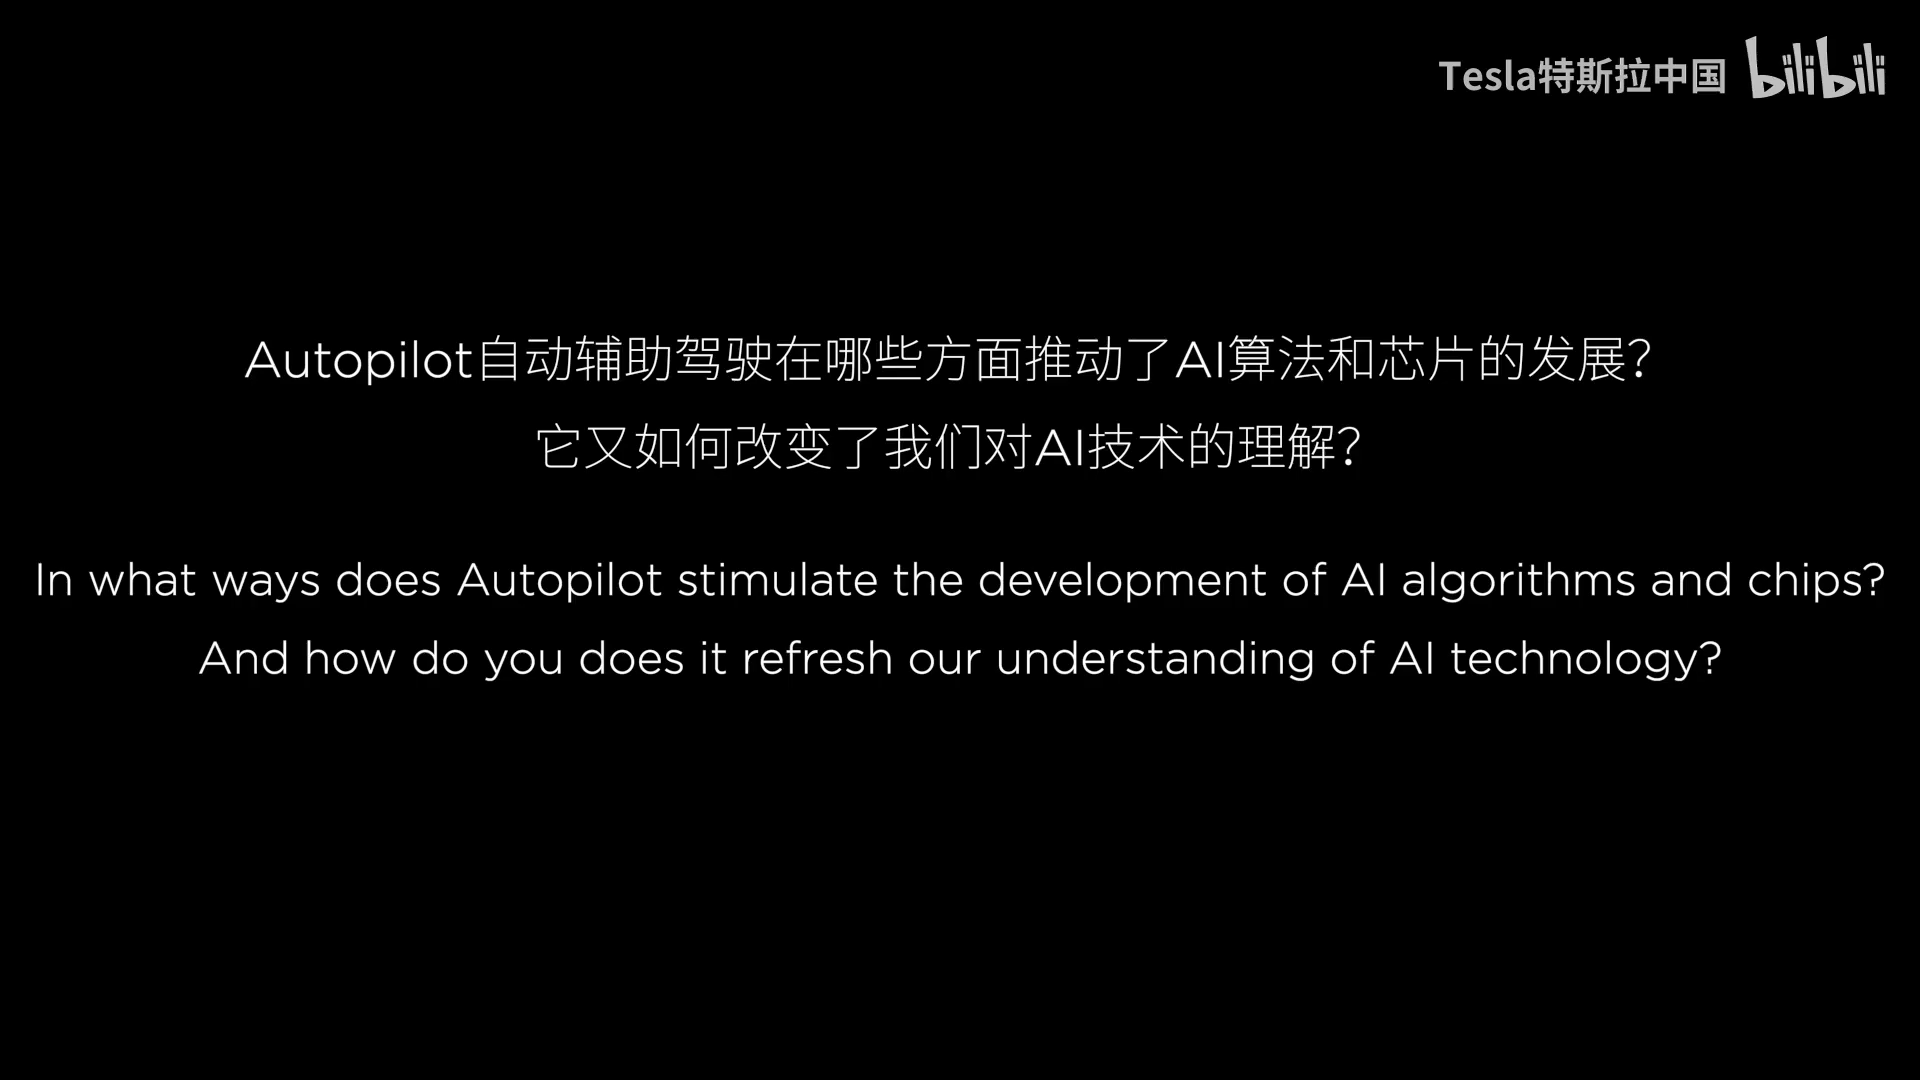 Tesla特斯拉中国 bilibili
Autopilot自动辅助驾驶在哪些方面推动了AI算法和芯片的发展？
它又如何改变了我们对AI技术的理解？
In what ways does Autopilot stimulate the development of AI algorithms and chips?
And how do you does it refresh our understanding of AI technology?